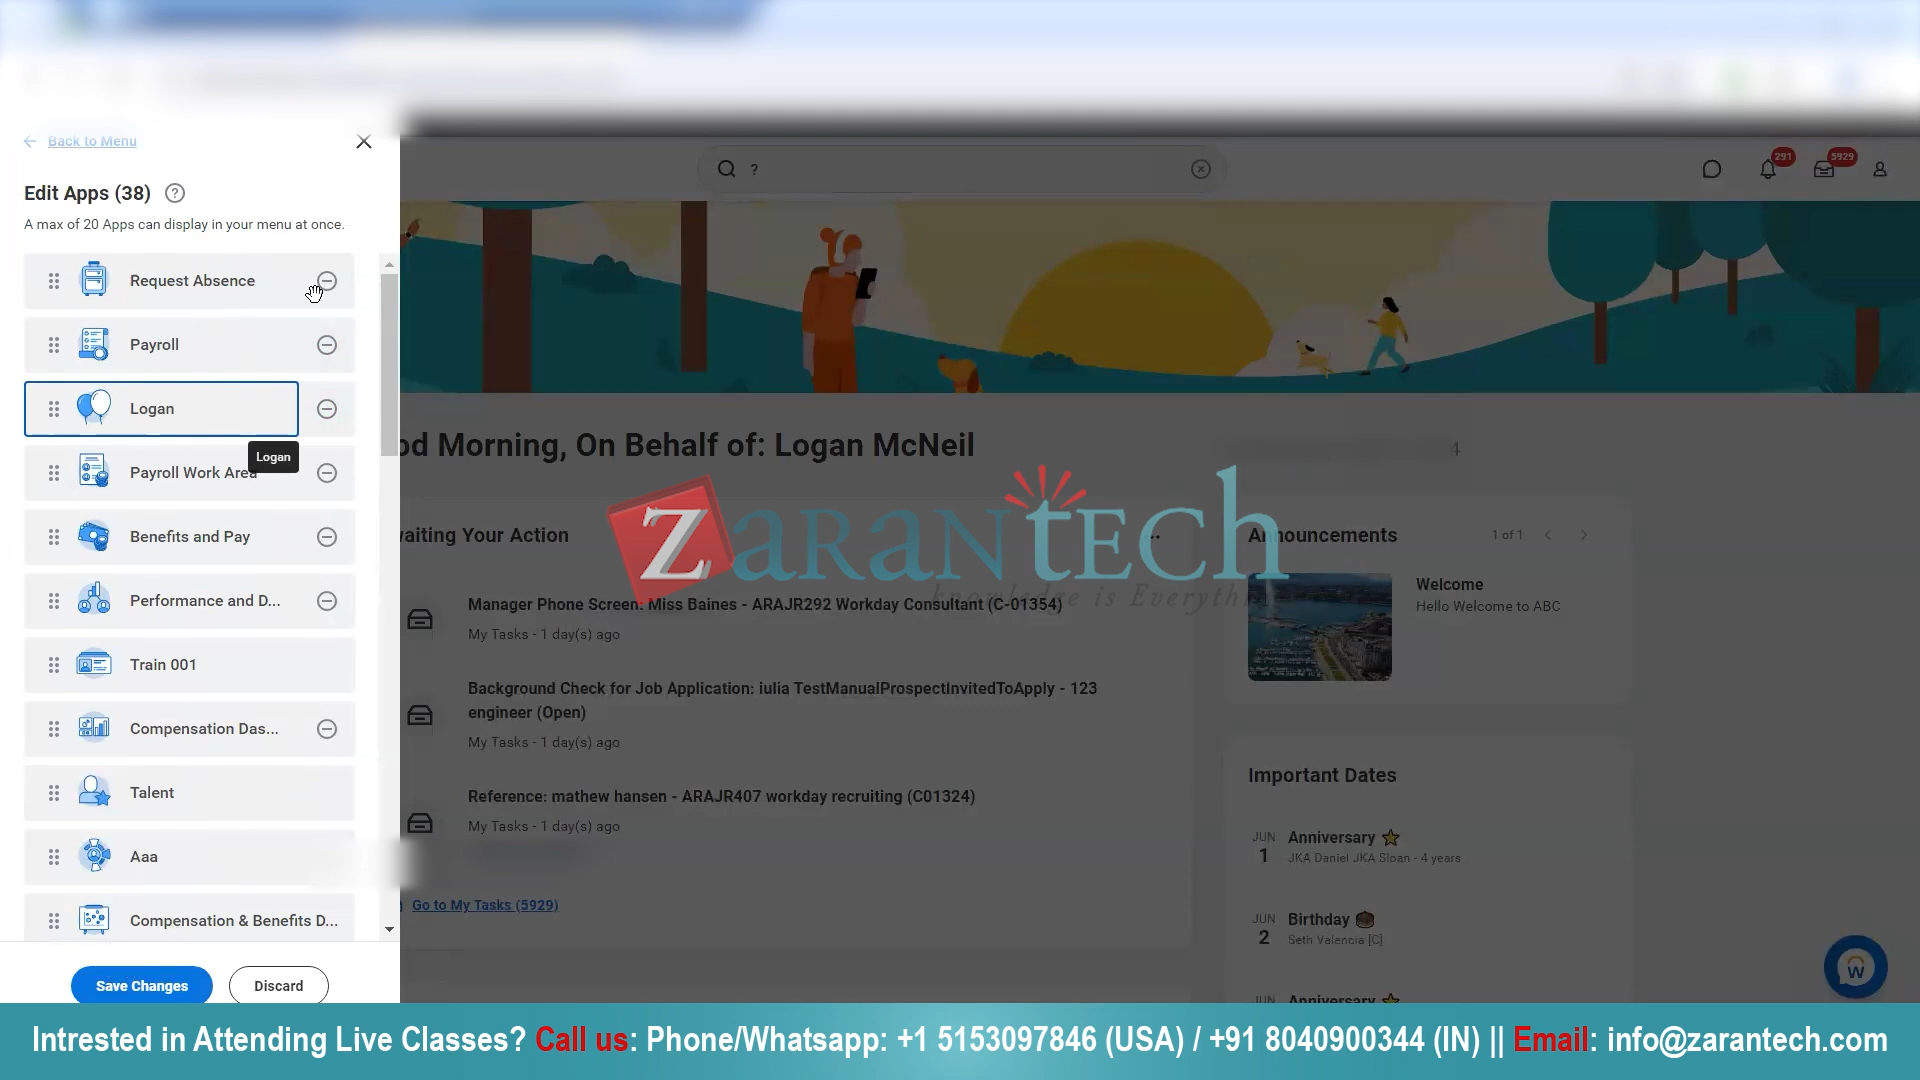 Back to Menu
Edit Apps (38) ?
A max of 20 Apps can display in your menu at once.
Request Absence
Payroll
Logan
Logan
Payroll Work Area
Benefits and Pay
Performance and D...
Train 001
Compensation Das...
Talent
Aaa
Compensation & Benefits D...
Save Changes
Discard
?
291
5929
od Morning, On Behalf of: Logan McNeil
4
waiting Your Action
Manager Phone Screen: Miss Baines - ARAJR292 Workday Consultant (C-01354)
My Tasks - 1 day(s) ago
Background Check for Job Application: iulia TestManualProspectInvitedToApply - 123
engineer (Open)
My Tasks - 1 day(s) ago
Reference: mathew hansen - ARAJR407 workday recruiting (C01324)
My Tasks - 1 day(s) ago
Go to My Tasks (5929)
ZaranTech
knowledge is Everything
Announcements
1 of 1
Welcome
Hello Welcome to ABC
Important Dates
JUN
1
Anniversary
JKA Daniel JKA Sloan - 4 years
JUN
2
Birthday
Seth Valencia [C]
JUN
Anniversary
W
Intrested in Attending Live Classes? Call us: Phone/Whatsapp: +1 5153097846 (USA) / +91 8040900344 (IN) || Email: info@zarantech.com